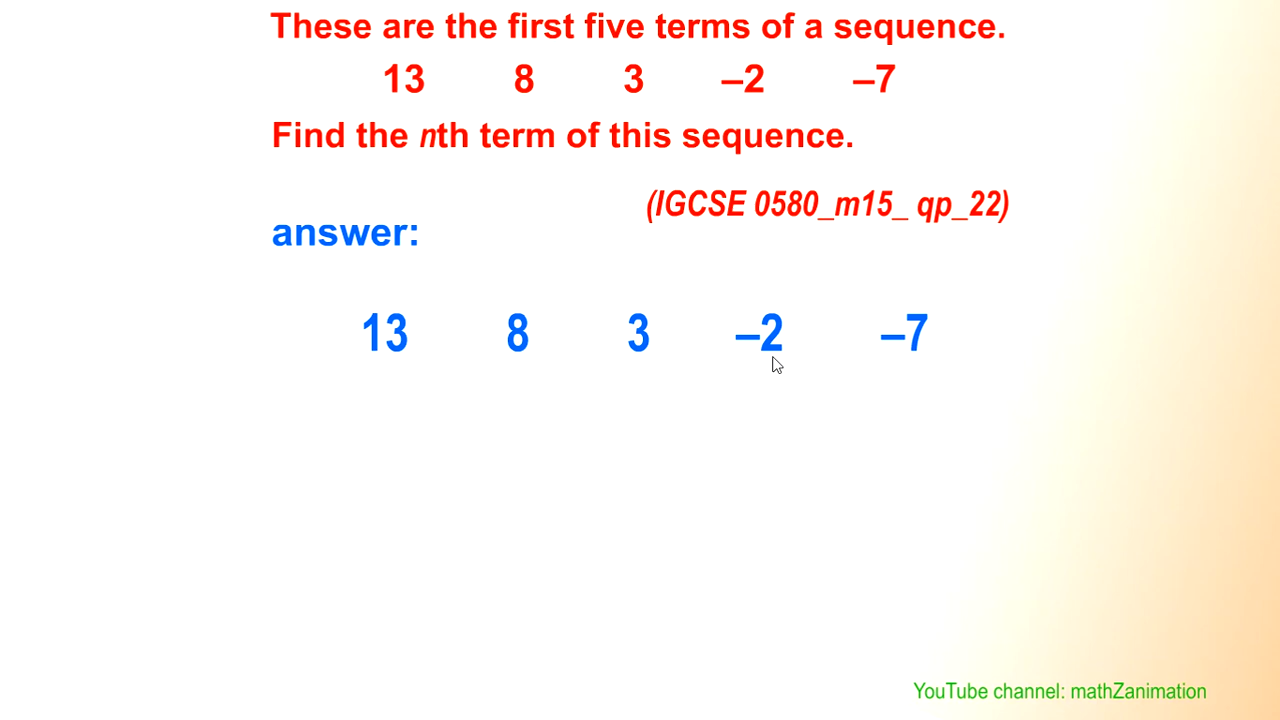 These are the first five terms of a sequence.
13 8 3 –2 –7
Find the nth term of this sequence.
(IGCSE 0580_m15_ qp_22)
answer:
13 8 3 –2 –7
YouTube channel: mathZanimation